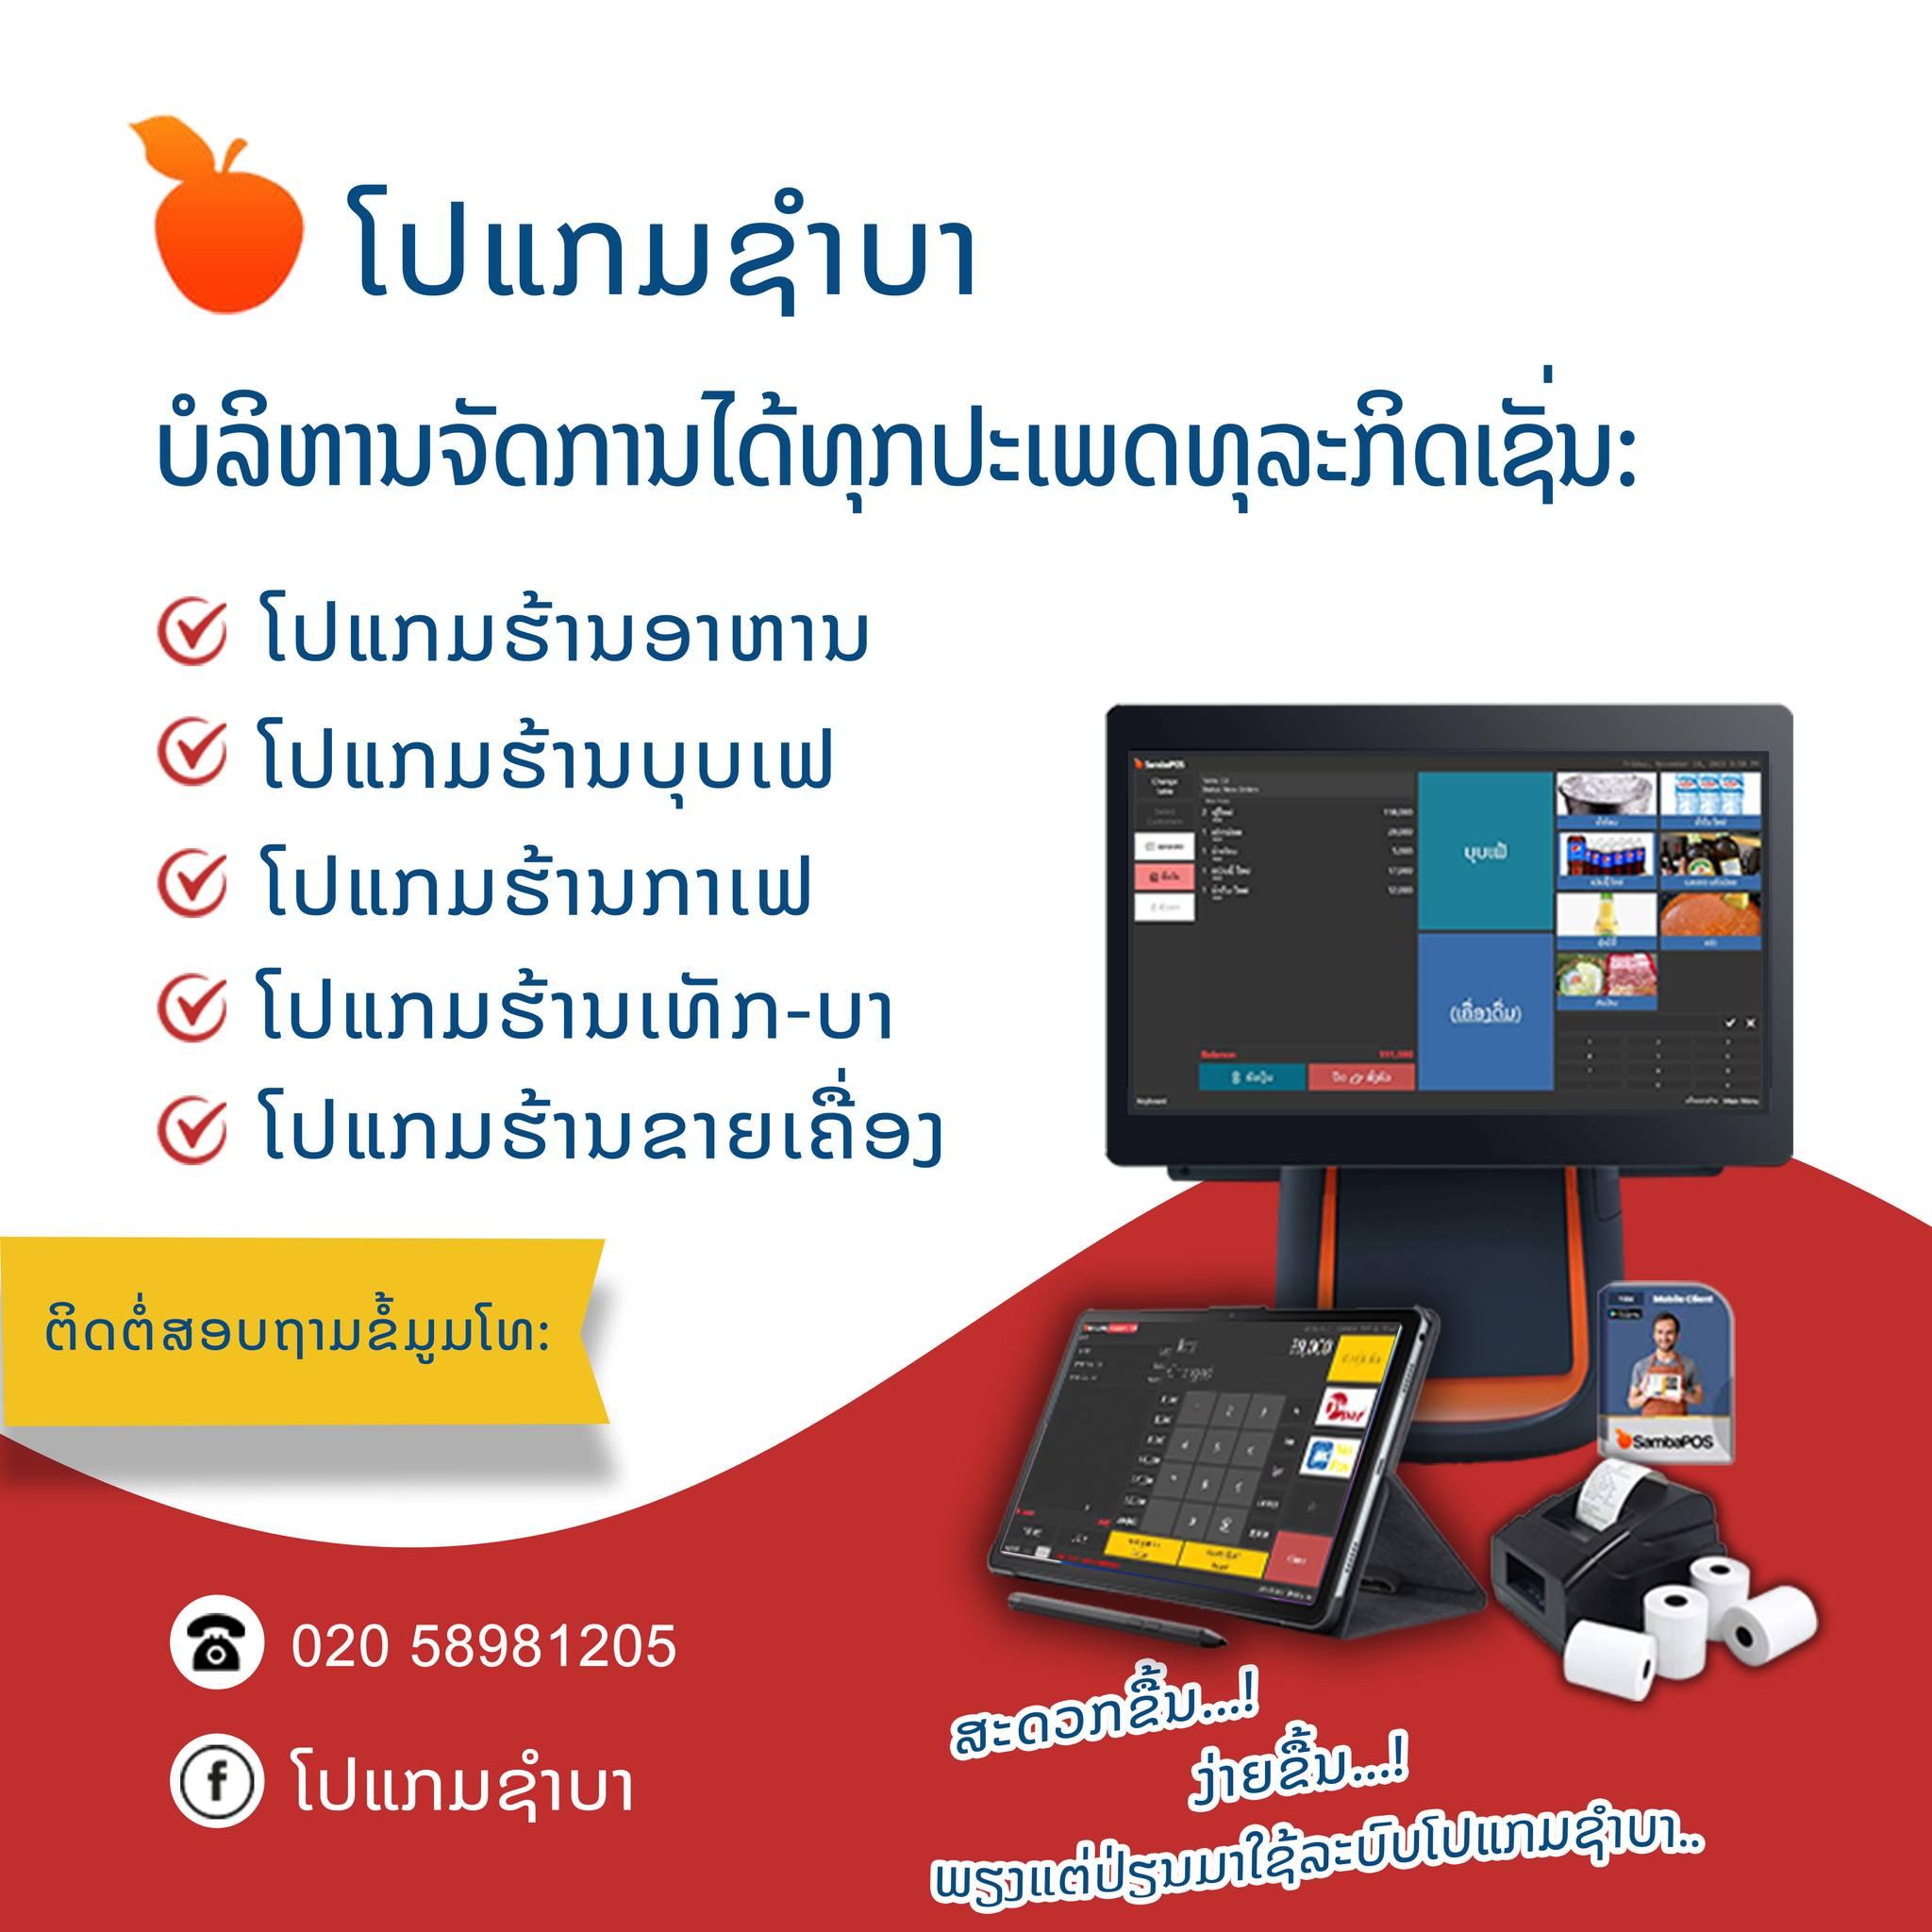 ໂປແກມຊຳບາ
ບໍລິຫານຈັດການໄດ້ທຸກປະເພດທຸລະກິດເຊັ່ນ:
ໂປແກມຮ້ານອາຫານ
ໂປແກມຮ້ານບຸບເຟ
ໂປແກມຮ້ານກາເຟ
ໂປແກມຮ້ານເທັກ-ບາ
ໂປແກມຮ້ານຂາຍເຄື່ອງ
SambaPOS
Change
table
ບຸບເຟ້
(ເຄື່ອງດື່ມ)
Balance:
Keyboard
Main Menu
ຕິດຕໍ່ສອບຖາມຂໍ້ມູມໂທ:
Mobile Client
SambaPOS
020 58981205
ໂປແກມຊຳບາ
ສະດວກຂຶ້ນ...!
ງ່າຍຂຶ້ນ...!
ພຽງແຕ່ປ່ຽນມາໃຊ້ລະບົບໂປແກມຊຳບາ..